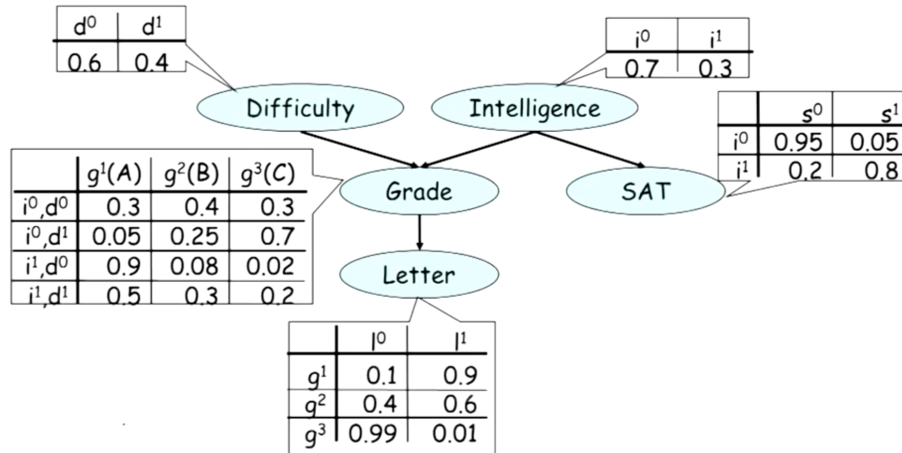 d⁰ d¹
0.6 0.4
i⁰ i¹
0.7 0.3
Difficulty
Intelligence
s⁰ s¹
i⁰ 0.95 0.05
i¹ 0.2 0.8
g¹(A) g²(B) g³(C)
i⁰,d⁰ 0.3 0.4 0.3
i⁰,d¹ 0.05 0.25 0.7
i¹,d⁰ 0.9 0.08 0.02
i¹,d¹ 0.5 0.3 0.2
Grade
SAT
Letter
l⁰ l¹
g¹ 0.1 0.9
g² 0.4 0.6
g³ 0.99 0.01